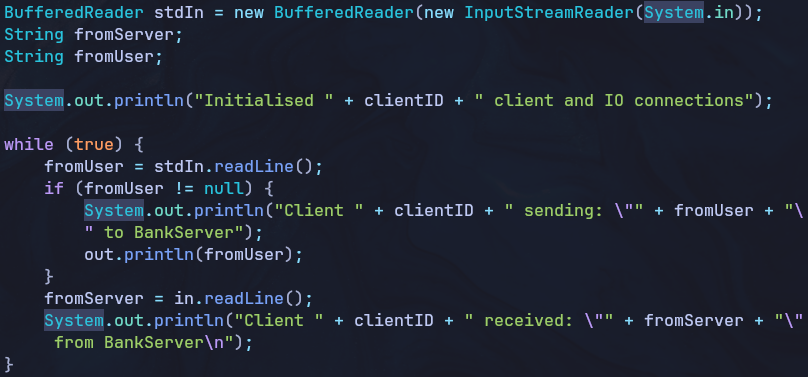 BufferedReader stdIn = new BufferedReader(new InputStreamReader(System.in));
String fromServer;
String fromUser;

System.out.println("Initialised " + clientID + " client and IO connections");

while (true) {
    fromUser = stdIn.readLine();
    if (fromUser != null) {
        System.out.println("Client " + clientID + " sending: \"" + fromUser + "\
        " to BankServer");
        out.println(fromUser);
    }
    fromServer = in.readLine();
    System.out.println("Client " + clientID + " received: \"" + fromServer + "\"
     from BankServer\n");
}